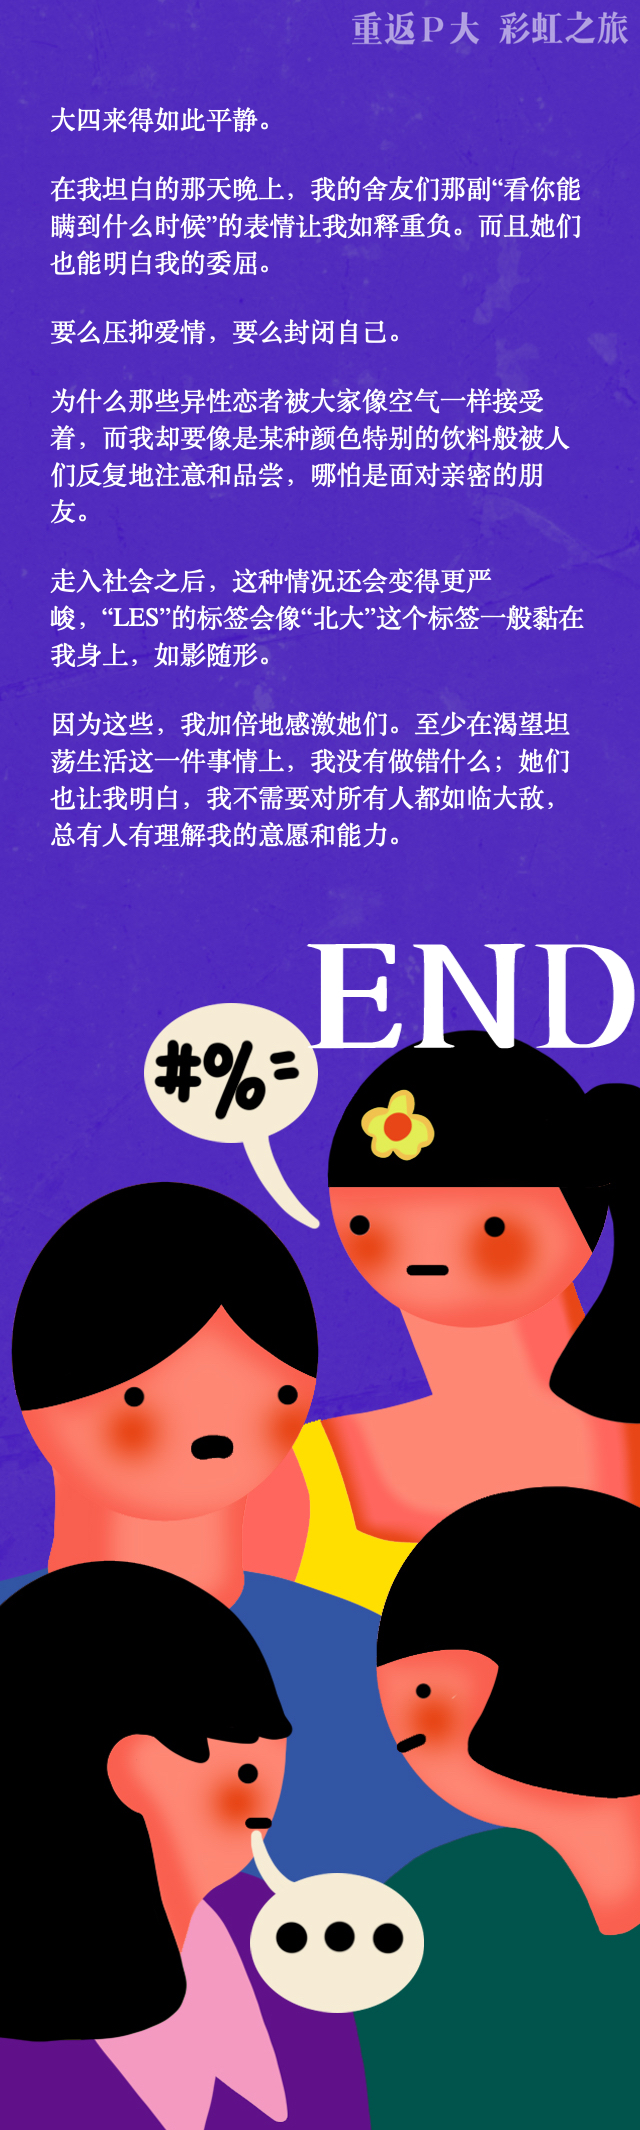 重返P大 彩虹之旅
大四来得如此平静。
在我坦白的那天晚上，我的舍友们那副“看你能
瞒到什么时候”的表情让我如释重负。而且她们
也能明白我的委屈。
要么压抑爱情，要么封闭自己。
为什么那些异性恋者被大家像空气一样接受
着，而我却要像是某种颜色特别的饮料般被人
们反复地注意和品尝，哪怕是面对亲密的朋
友。
走入社会之后，这种情况还会变得更严
峻，“LES”的标签会像“北大”这个标签一般黏在
我身上，如影随形。
因为这些，我加倍地感激她们。至少在渴望坦
荡生活这一件事情上，我没有做错什么；她们
也让我明白，我不需要对所有人都如临大敌，
总有人有理解我的意愿和能力。
END
#%=